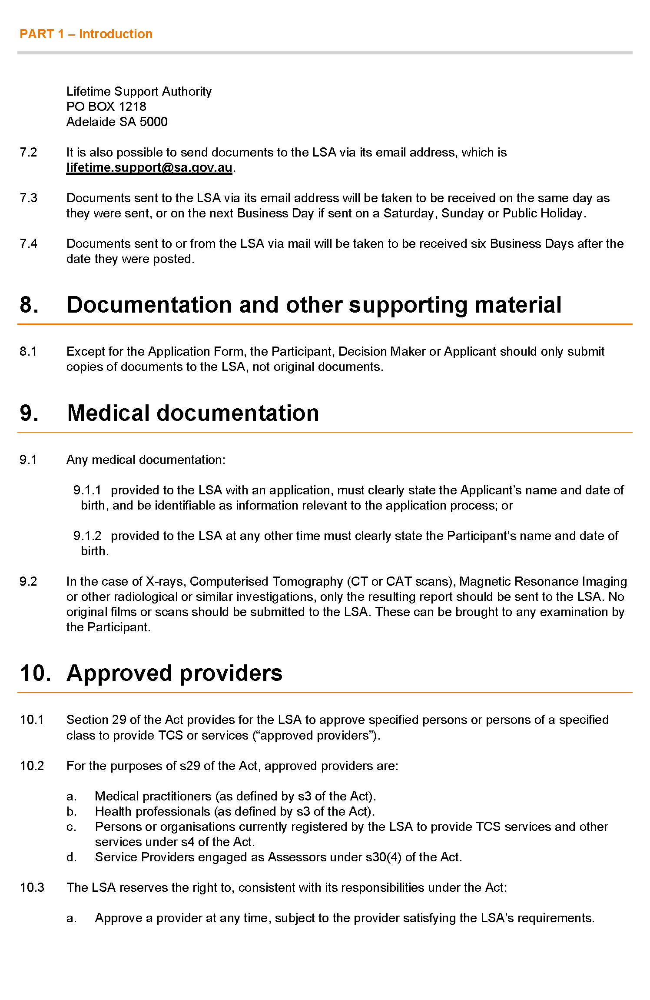 PART 1 – Introduction
Lifetime Support Authority
PO BOX 1218
Adelaide SA 5000
7.2 It is also possible to send documents to the LSA via its email address, which is
lifetime.support@sa.gov.au.
7.3 Documents sent to the LSA via its email address will be taken to be received on the same day as
they were sent, or on the next Business Day if sent on a Saturday, Sunday or Public Holiday.
7.4 Documents sent to or from the LSA via mail will be taken to be received six Business Days after the
date they were posted.
8. Documentation and other supporting material
8.1 Except for the Application Form, the Participant, Decision Maker or Applicant should only submit
copies of documents to the LSA, not original documents.
9. Medical documentation
9.1 Any medical documentation:
9.1.1 provided to the LSA with an application, must clearly state the Applicant’s name and date of
birth, and be identifiable as information relevant to the application process; or
9.1.2 provided to the LSA at any other time must clearly state the Participant’s name and date of
birth.
9.2 In the case of X-rays, Computerised Tomography (CT or CAT scans), Magnetic Resonance Imaging
or other radiological or similar investigations, only the resulting report should be sent to the LSA. No
original films or scans should be submitted to the LSA. These can be brought to any examination by
the Participant.
10. Approved providers
10.1 Section 29 of the Act provides for the LSA to approve specified persons or persons of a specified
class to provide TCS or services (“approved providers”).
10.2 For the purposes of s29 of the Act, approved providers are:
a. Medical practitioners (as defined by s3 of the Act).
b. Health professionals (as defined by s3 of the Act).
c. Persons or organisations currently registered by the LSA to provide TCS services and other
services under s4 of the Act.
d. Service Providers engaged as Assessors under s30(4) of the Act.
10.3 The LSA reserves the right to, consistent with its responsibilities under the Act:
a. Approve a provider at any time, subject to the provider satisfying the LSA’s requirements.